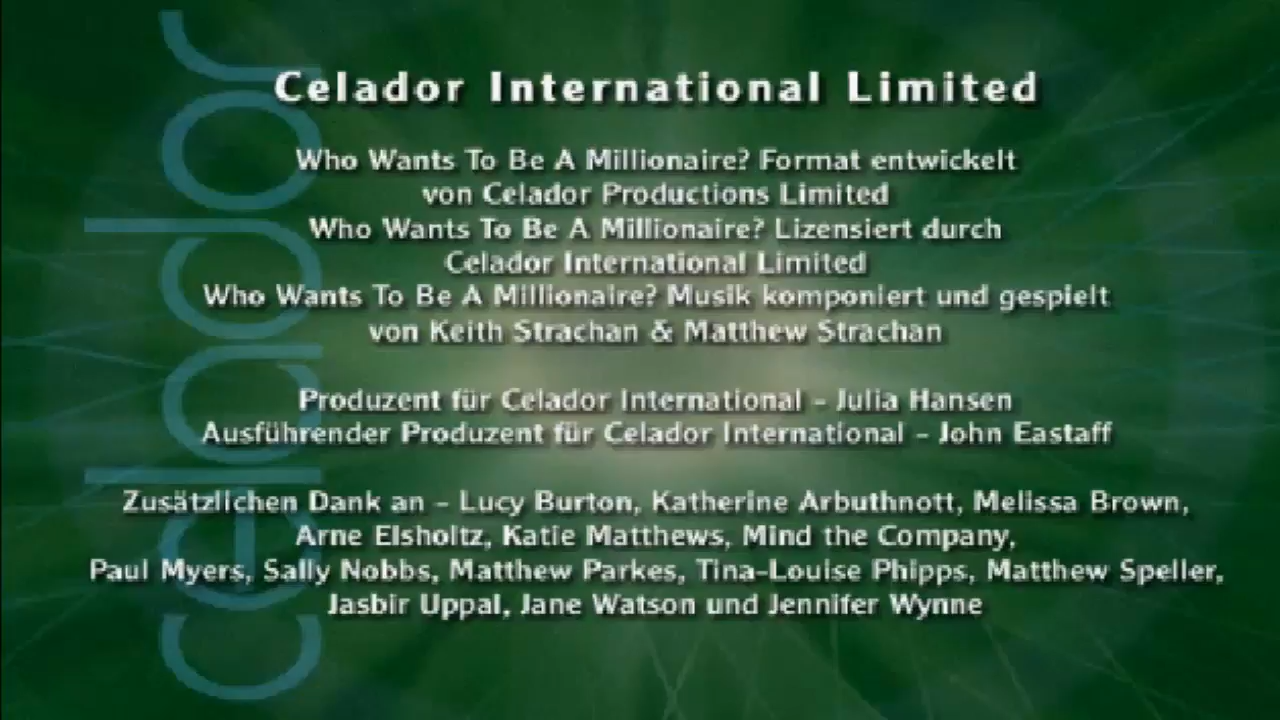 celador
Celador International Limited
Who Wants To Be A Millionaire? Format entwickelt
von Celador Productions Limited
Who Wants To Be A Millionaire? Lizensiert durch
Celador International Limited
Who Wants To Be A Millionaire? Musik komponiert und gespielt
von Keith Strachan & Matthew Strachan
Produzent für Celador International - Julia Hansen
Ausführender Produzent für Celador International - John Eastaff
Zusätzlichen Dank an - Lucy Burton, Katherine Arbuthnott, Melissa Brown,
Arne Elsholtz, Katie Matthews, Mind the Company,
Paul Myers, Sally Nobbs, Matthew Parkes, Tina-Louise Phipps, Matthew Speller,
Jasbir Uppal, Jane Watson und Jennifer Wynne